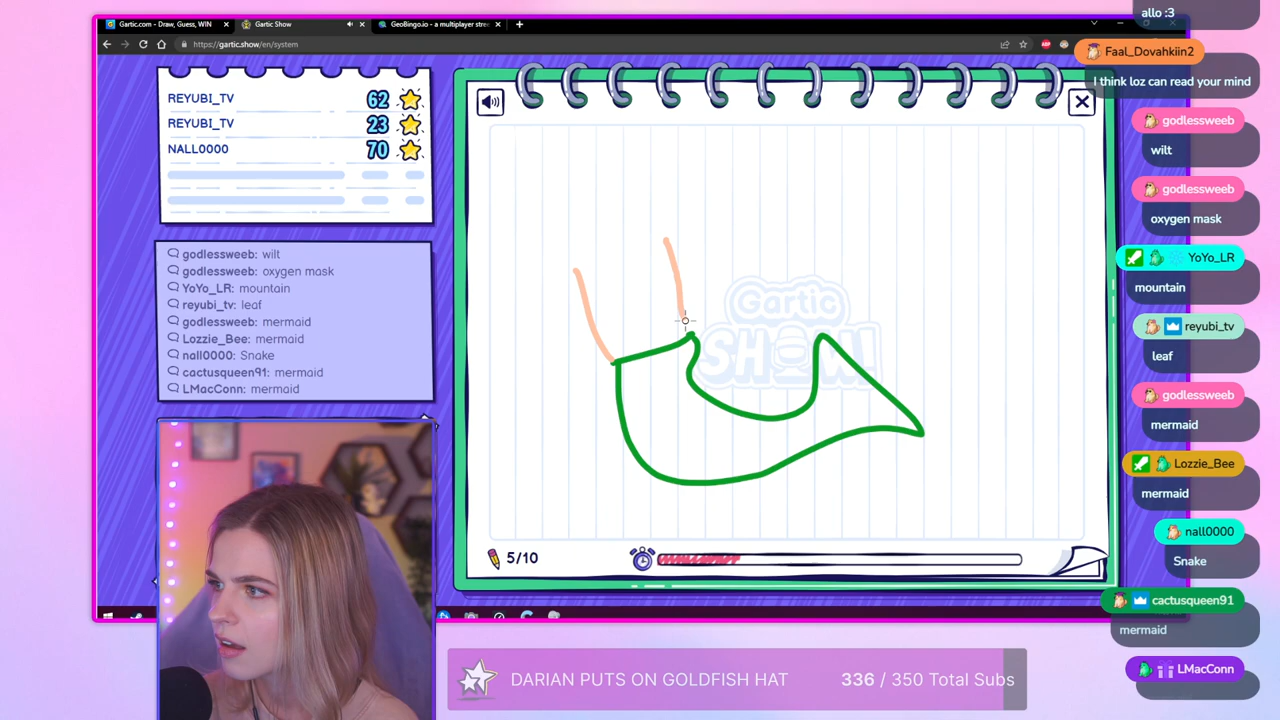 Gartic.com - Draw, Guess, WIN
Gartic Show
GeoBingo.io - a multiplayer stre
https://gartic.show/en/system
REYUBI_TV 62
REYUBI_TV 23
NALL0000 70
godlessweeb: wilt
godlessweeb: oxygen mask
YoYo_LR: mountain
reyubi_tv: leaf
godlessweeb: mermaid
Lozzie_Bee: mermaid
nall0000: Snake
cactusqueen91: mermaid
LMacConn: mermaid
Gartic
SHOW!
5/10
DARIAN PUTS ON GOLDFISH HAT 336 / 350 Total Subs
allo :3
Faal_Dovahkiin2
I think loz can read your mind
godlessweeb
wilt
godlessweeb
oxygen mask
YoYo_LR
mountain
reyubi_tv
leaf
godlessweeb
mermaid
Lozzie_Bee
mermaid
nall0000
Snake
cactusqueen91
mermaid
LMacConn